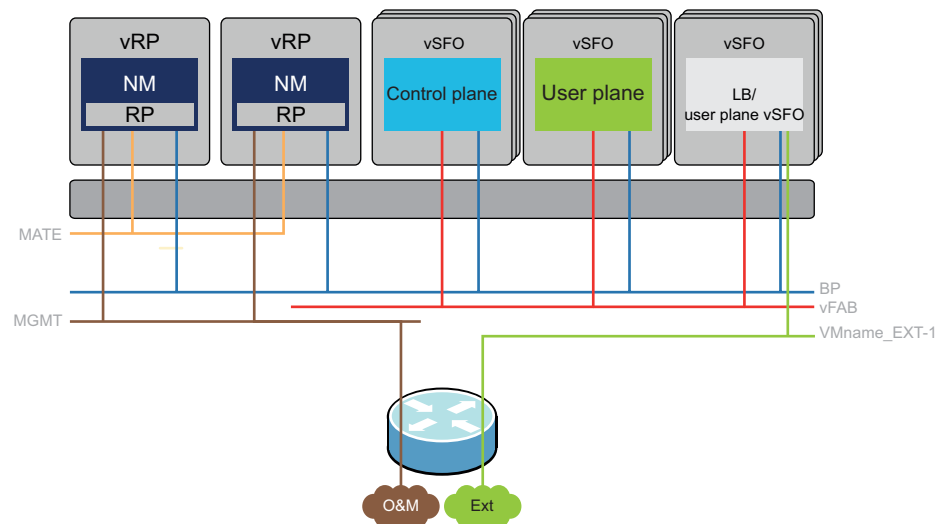 vRP
vRP
vSFO
vSFO
vSFO
NM
RP
NM
RP
Control plane
User plane
LB/
user plane vSFO
MATE
BP
vFAB
MGMT
VMname_EXT-1
O&M
Ext